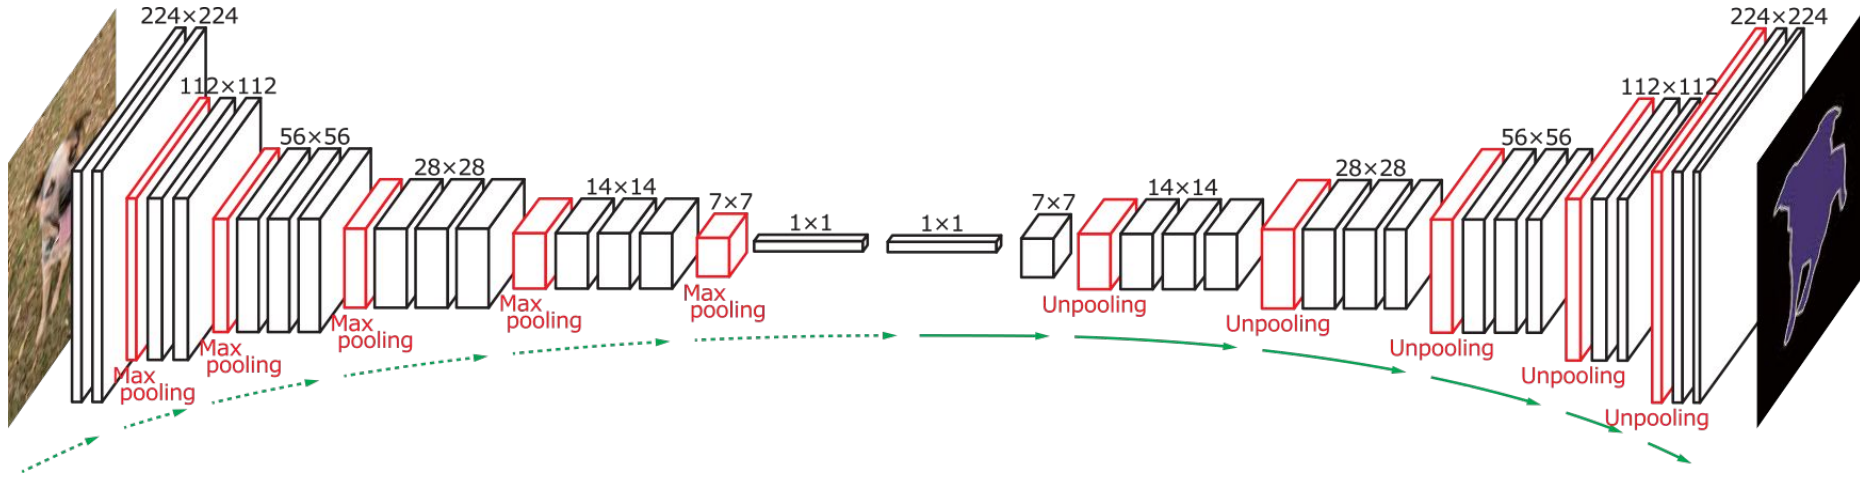 224×224
112×112
56×56
28×28
14×14
7×7
1×1
1×1
7×7
14×14
28×28
56×56
112×112
224×224
Max
pooling
Max
pooling
Max
pooling
Max
pooling
Max
pooling
Unpooling
Unpooling
Unpooling
Unpooling
Unpooling